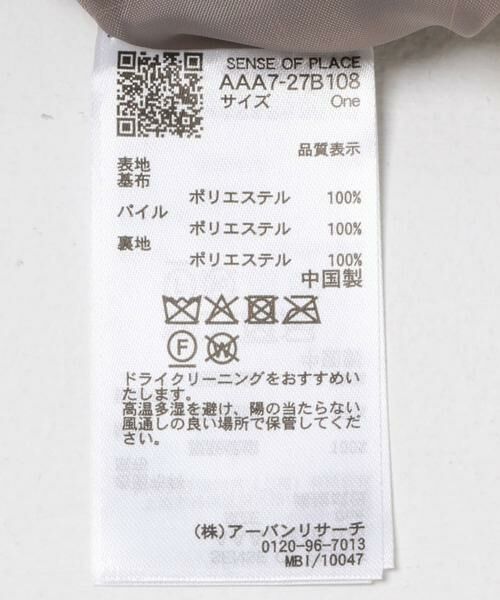 SENSE OF PLACE
AAA7-27B108
サイズ One
品質表示
表地
基布
ポリエステル 100%
パイル
ポリエステル 100%
裏地
ポリエステル 100%
中国製
F W
ドライクリーニングをおすすめい
たします。
高温多湿を避け、陽の当たらない
風通しの良い場所で保管してくだ
さい。
(株)アーバンリサーチ
0120-96-7013
MBI/10047